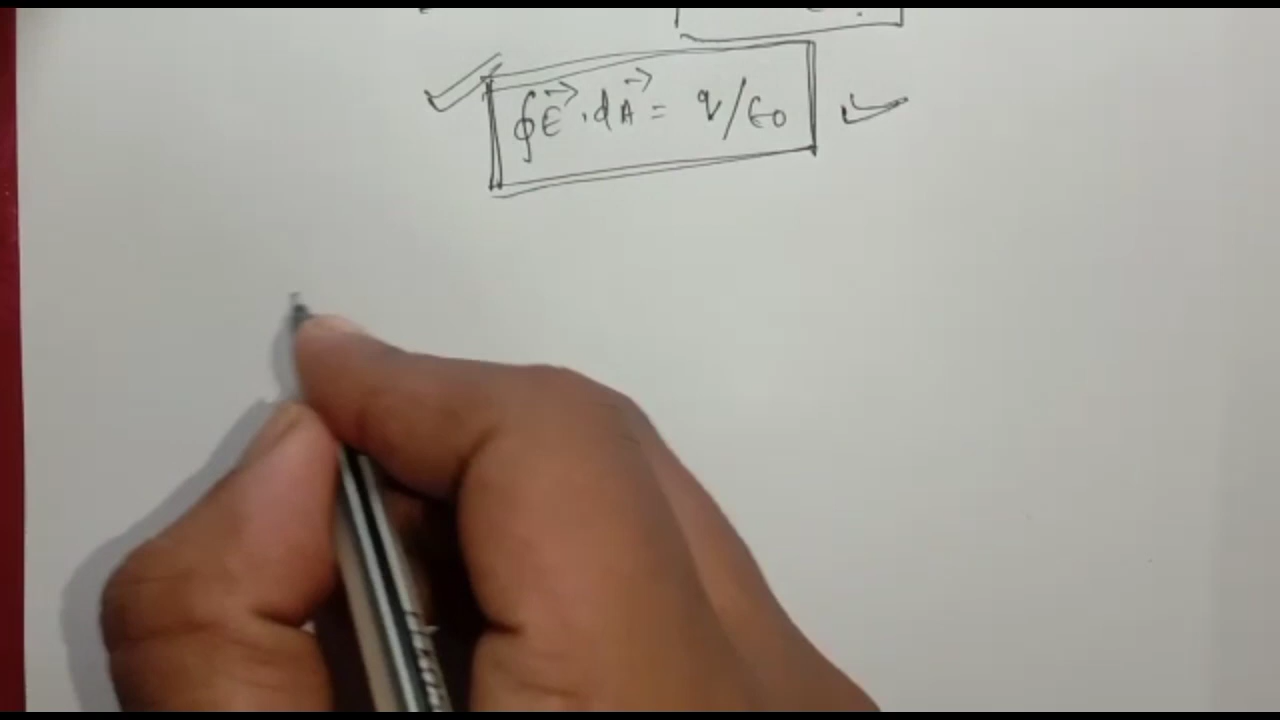 ∮E⃗ · dA⃗ = q/ε0